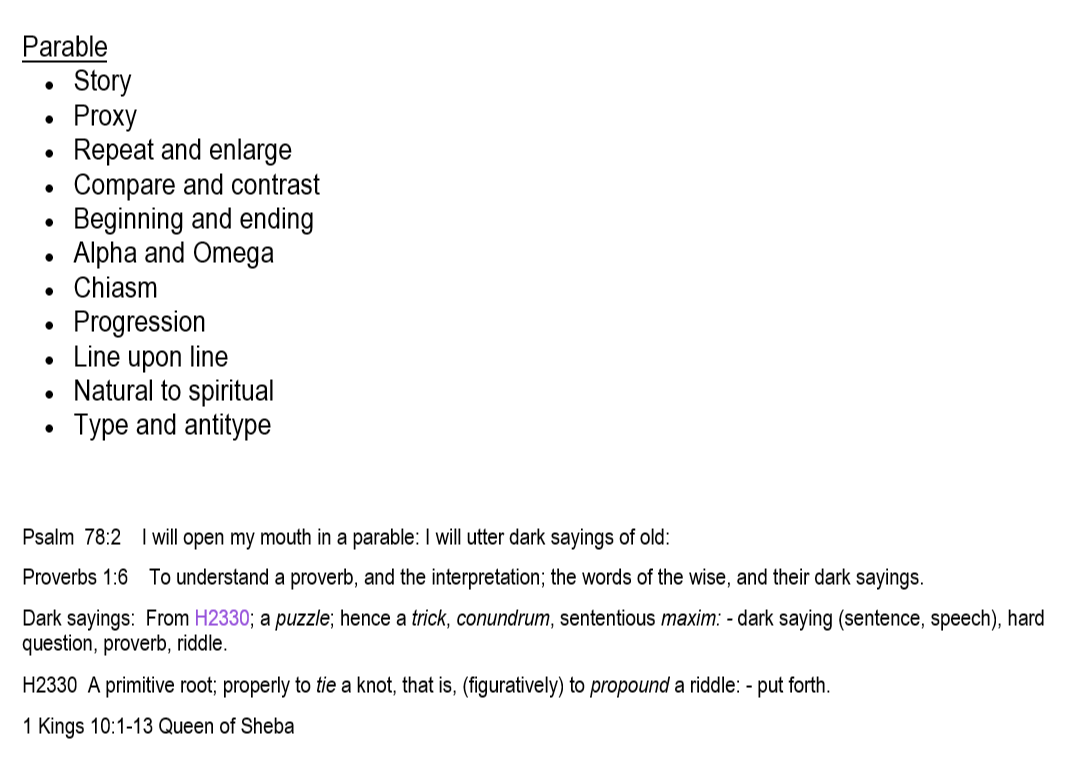 Parable
• Story
• Proxy
• Repeat and enlarge
• Compare and contrast
• Beginning and ending
• Alpha and Omega
• Chiasm
• Progression
• Line upon line
• Natural to spiritual
• Type and antitype
Psalm  78:2    I will open my mouth in a parable: I will utter dark sayings of old:
Proverbs 1:6    To understand a proverb, and the interpretation; the words of the wise, and their dark sayings.
Dark sayings:  From H2330; a puzzle; hence a trick, conundrum, sententious maxim: - dark saying (sentence, speech), hard
question, proverb, riddle.
H2330  A primitive root; properly to tie a knot, that is, (figuratively) to propound a riddle: - put forth.
1 Kings 10:1-13 Queen of Sheba